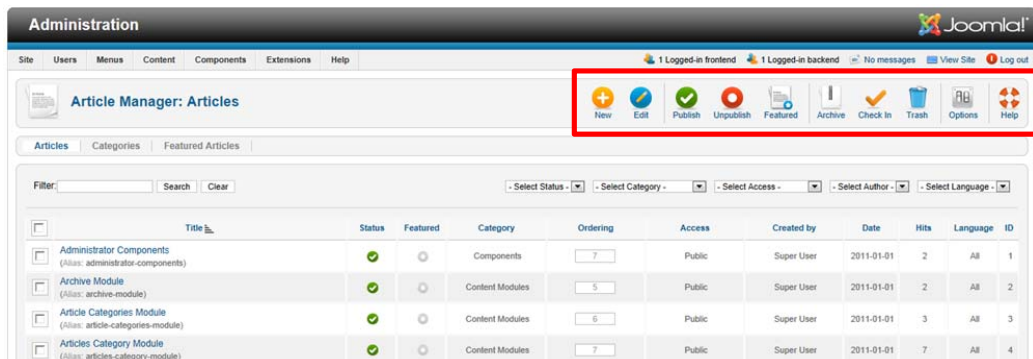 Administration
Joomla!
Site Users Menus Content Components Extensions Help 1 Logged-in frontend 1 Logged-in backend No messages View Site Log out
Article Manager: Articles
New Edit Publish Unpublish Featured Archive Check In Trash Options Help
Articles Categories Featured Articles
Filter: Search Clear - Select Status - - Select Category - - Select Access - - Select Author - - Select Language -
Title Status Featured Category Ordering Access Created by Date Hits Language ID
Administrator Components
(Alias: administrator-components)
Components 7 Public Super User 2011-01-01 2 All 1
Archive Module
(Alias: archive-module)
Content Modules 5 Public Super User 2011-01-01 2 All 2
Article Categories Module
(Alias: article-categories-module)
Content Modules 6 Public Super User 2011-01-01 3 All 3
Articles Category Module
(Alias: articles-category-module)
Content Modules 7 Public Super User 2011-01-01 7 All 4